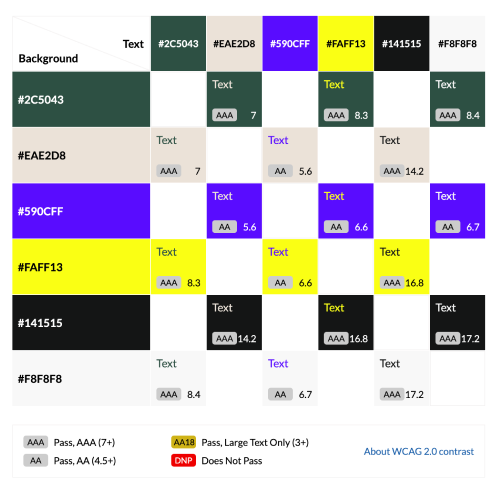 Text #2C5043 #EAE2D8 #590CFF #FAFF13 #141515 #F8F8F8
Background
#2C5043 Text Text Text
AAA 7 AAA 8.3 AAA 8.4
#EAE2D8 Text Text Text
AAA 7 AA 5.6 AAA 14.2
#590CFF Text Text Text
AA 5.6 AA 6.6 AA 6.7
#FAFF13 Text Text Text
AAA 8.3 AA 6.6 AAA 16.8
#141515 Text Text Text
AAA 14.2 AAA 16.8 AAA 17.2
#F8F8F8 Text Text Text
AAA 8.4 AA 6.7 AAA 17.2
AAA Pass, AAA (7+) AA18 Pass, Large Text Only (3+)
About WCAG 2.0 contrast
AA Pass, AA (4.5+) DNP Does Not Pass